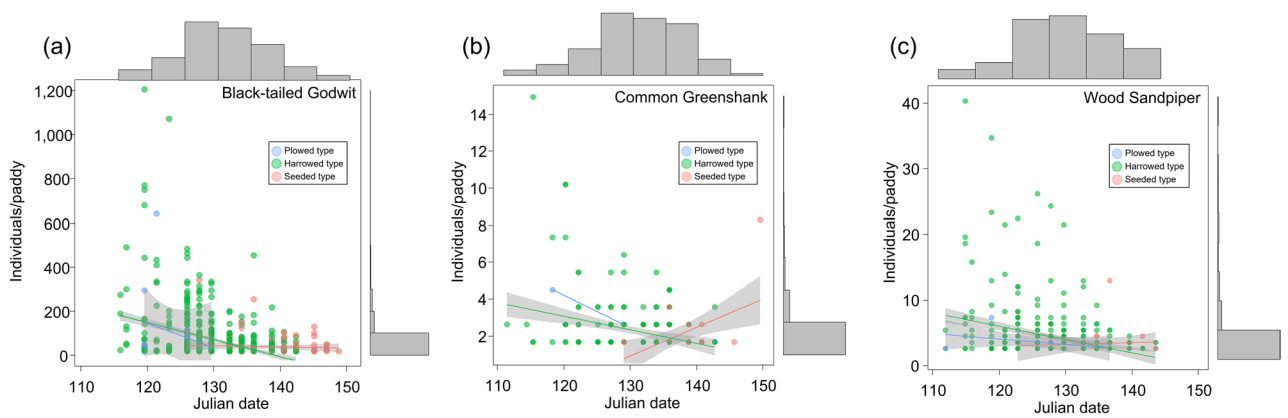 (a)
Black-tailed Godwit
Individuals/paddy
1,200
1,000
800
600
400
200
0
Plowed type
Harrowed type
Seeded type
110 120 130 140 150
Julian date
(b)
Common Greenshank
Individuals/paddy
14
12
10
8
6
4
2
Plowed type
Harrowed type
Seeded type
110 120 130 140 150
Julian date
(c)
Wood Sandpiper
Individuals/paddy
40
30
20
10
0
Plowed type
Harrowed type
Seeded type
110 120 130 140 150
Julian date